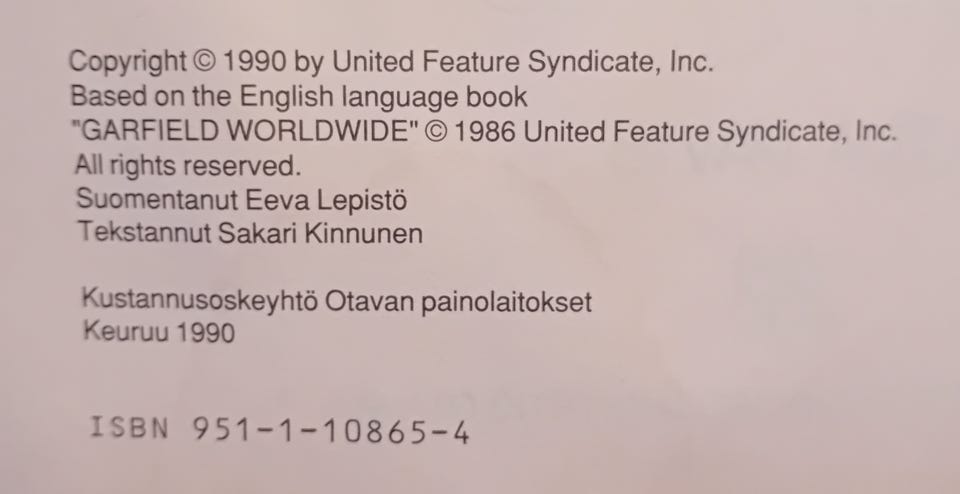 Copyright © 1990 by United Feature Syndicate, Inc.
Based on the English language book
"GARFIELD WORLDWIDE" © 1986 United Feature Syndicate, Inc.
All rights reserved.
Suomentanut Eeva Lepistö
Tekstannut Sakari Kinnunen
Kustannusoskeyhtö Otavan painolaitokset
Keuruu 1990
ISBN 951-1-10865-4